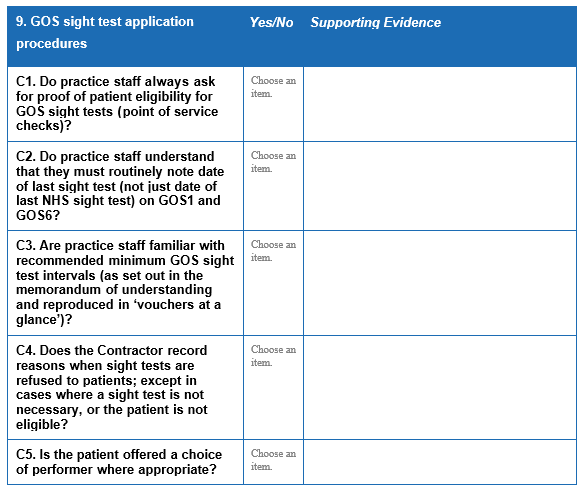 9. GOS sight test application
procedures
Yes/No
Supporting Evidence
C1. Do practice staff always ask
for proof of patient eligibility for
GOS sight tests (point of service
checks)?
Choose an
item.
C2. Do practice staff understand
that they must routinely note date
of last sight test (not just date of
last NHS sight test) on GOS1 and
GOS6?
Choose an
item.
C3. Are practice staff familiar with
recommended minimum GOS sight
test intervals (as set out in the
memorandum of understanding
and reproduced in ‘vouchers at a
glance’)?
Choose an
item.
C4. Does the Contractor record
reasons when sight tests are
refused to patients; except in
cases where a sight test is not
necessary, or the patient is not
eligible?
Choose an
item.
C5. Is the patient offered a choice
of performer where appropriate?
Choose an
item.